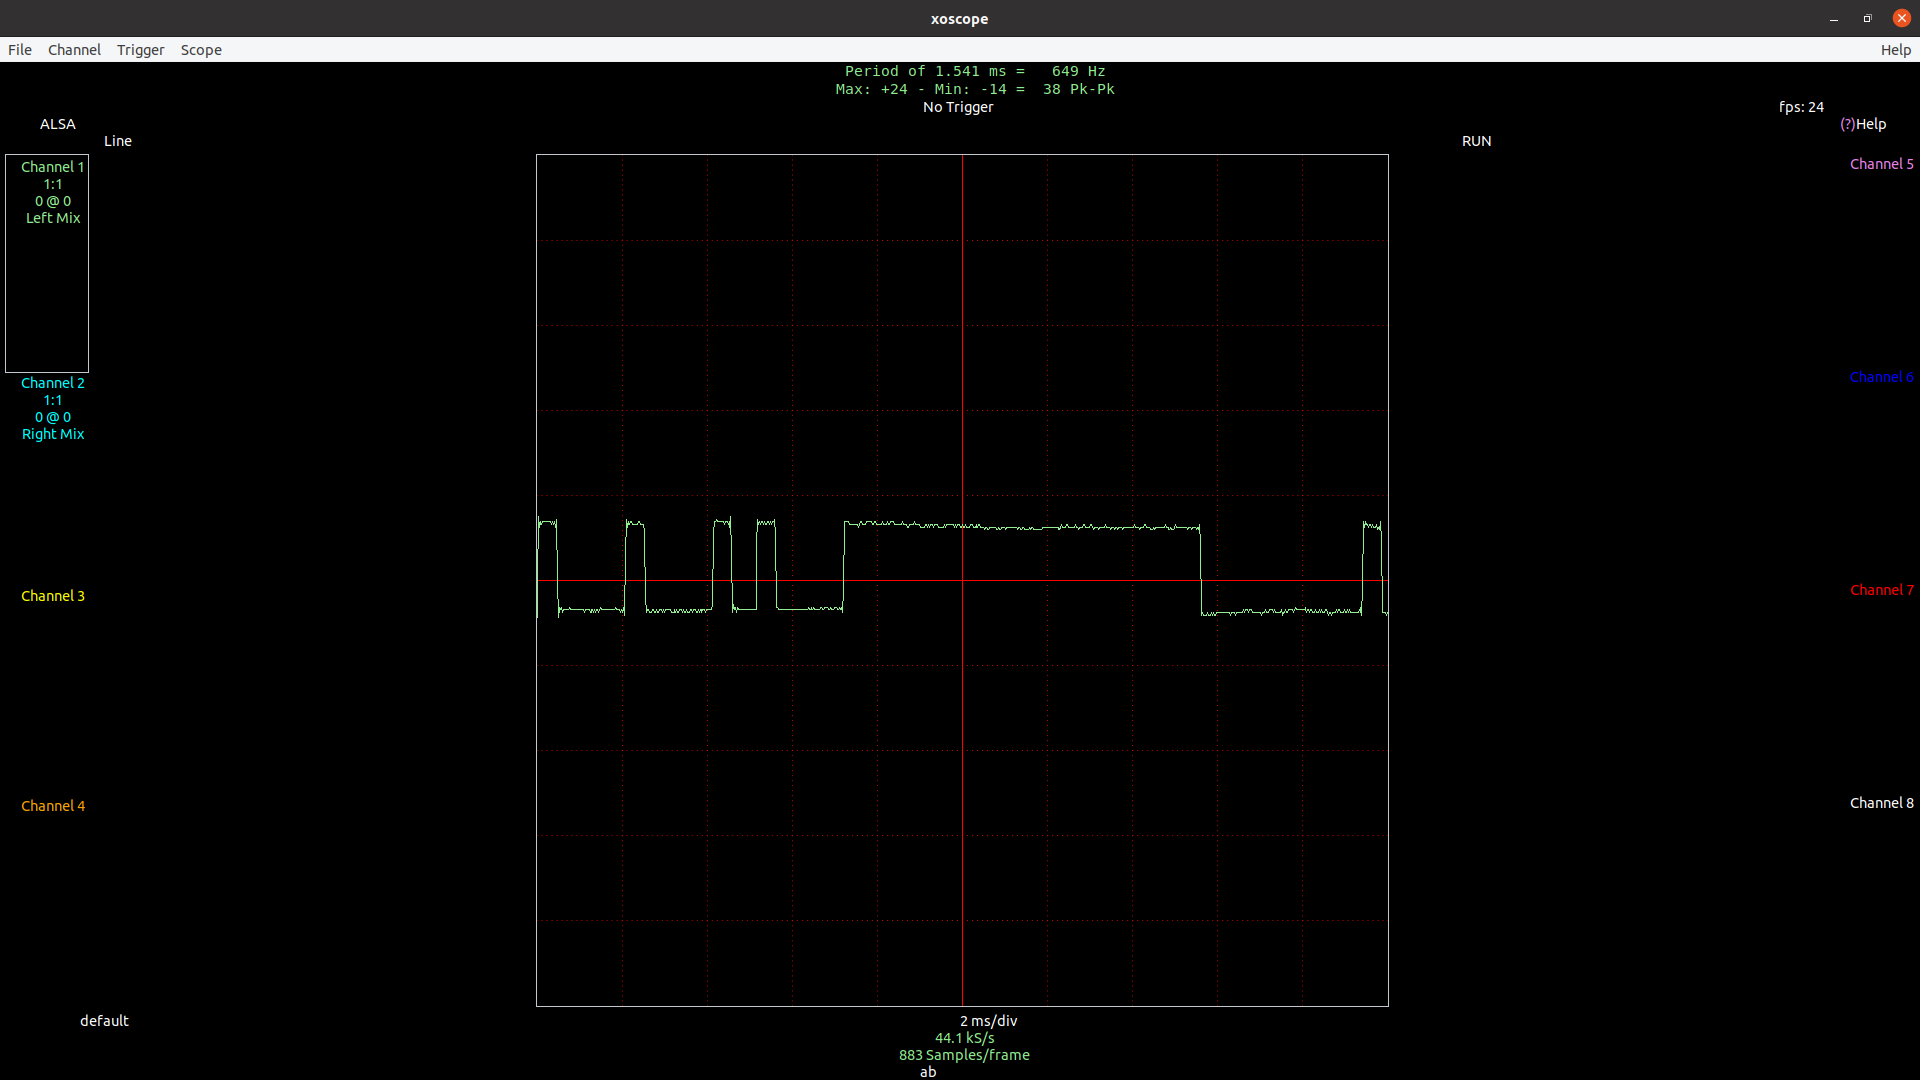 xoscope
File Channel Trigger Scope Help
Period of 1.541 ms =   649 Hz
Max: +24 - Min: -14 =  38 Pk-Pk
No Trigger
fps: 24
ALSA
(?)Help
Line
RUN
Channel 1
1:1
0 @ 0
Left Mix
Channel 5
Channel 2
1:1
0 @ 0
Right Mix
Channel 6
Channel 3
Channel 7
Channel 4
Channel 8
default
2 ms/div
44.1 kS/s
883 Samples/frame
ab